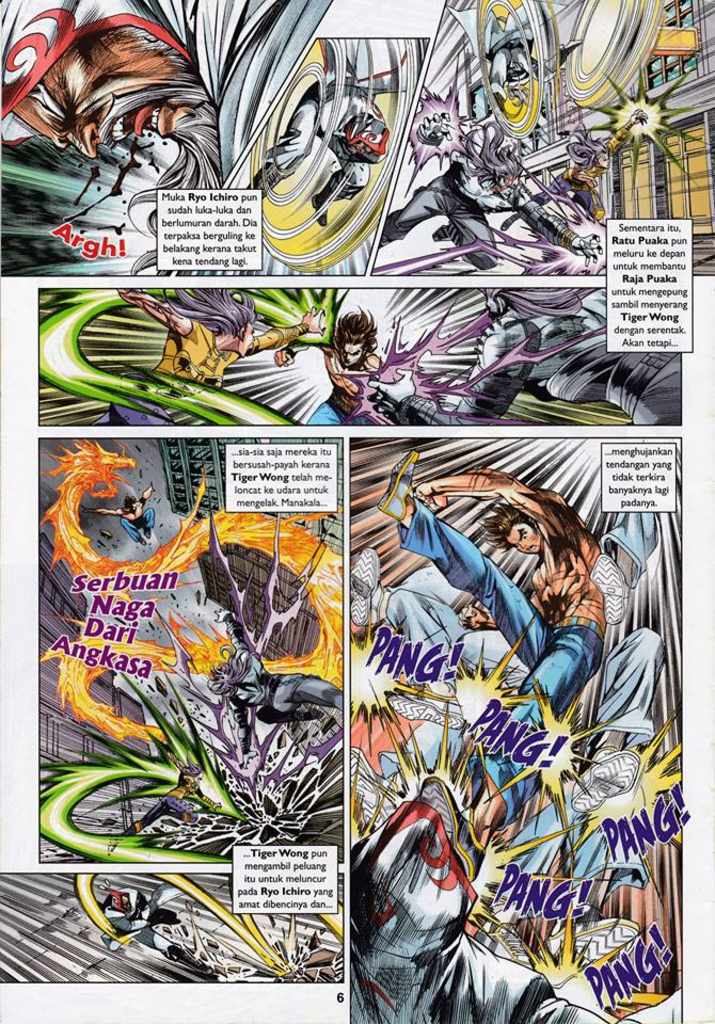 Argh!
Muka Ryo Ichiro pun
sudah luka-luka dan
berlumuran darah. Dia
terpaksa berguling ke
belakang kerana takut
kena tendang lagi.
Sementara itu,
Ratu Puaka pun
meluru ke depan
untuk membantu
Raja Puaka
untuk mengepung
sambil menyerang
Tiger Wong
dengan serentak.
Akan tetapi...
...sia-sia saja mereka itu
bersusah-payah kerana
Tiger Wong telah me-
loncat ke udara untuk
mengelak. Manakala...
Serbuan
Naga
Dari
Angkasa
...Tiger Wong pun
mengambil peluang
itu untuk meluncur
pada Ryo Ichiro yang
amat dibencinya dan...
...menghujankan
tendangan yang
tidak terkira
banyaknya lagi
padanya.
PANG!
PANG!
PANG!
PANG!
PANG!
6